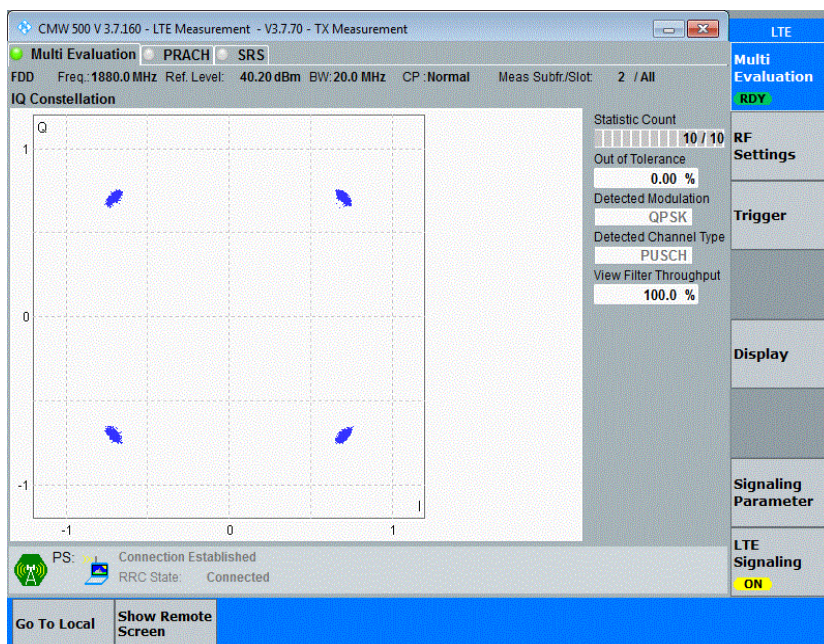 CMW 500 V 3.7.160 - LTE Measurement - V3.7.70 - TX Measurement
LTE
Multi Evaluation PRACH SRS
FDD Freq.: 1880.0 MHz Ref. Level: 40.20 dBm BW: 20.0 MHz CP : Normal Meas Subfr./Slot: 2 / All
IQ Constellation
Q
1
0
-1
I
-1 0 1
Statistic Count
10 / 10
Out of Tolerance
0.00 %
Detected Modulation
QPSK
Detected Channel Type
PUSCH
View Filter Throughput
100.0 %
Multi
Evaluation
RDY
RF
Settings
Trigger
Display
Signaling
Parameter
LTE
Signaling
ON
PS: Connection Established
RRC State: Connected
Go To Local
Show Remote
Screen